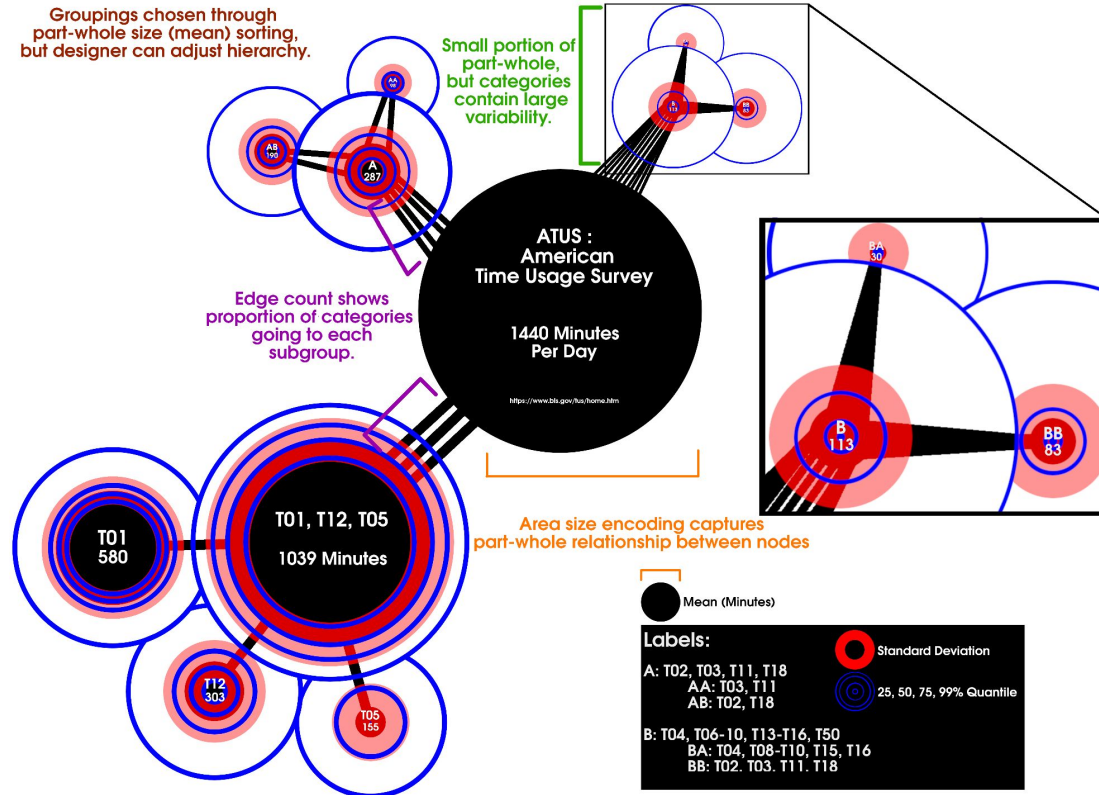 Groupings chosen through
part-whole size (mean) sorting,
but designer can adjust hierarchy.
Small portion of
part-whole,
but categories
contain large
variability.
AA
AB
190
A
287
B
113
BB
83
ATUS :
American
Time Usage Survey
1440 Minutes
Per Day
https://www.bls.gov/tus/home.htm
Edge count shows
proportion of categories
going to each
subgroup.
BA
30
B
113
BB
83
T01, T12, T05
1039 Minutes
T01
580
T12
303
T05
155
Area size encoding captures
part-whole relationship between nodes
Mean (Minutes)
Labels:
Standard Deviation
A: T02, T03, T11, T18
AA: T03, T11
AB: T02, T18
25, 50, 75, 99% Quantile
B: T04, T06-10, T13-T16, T50
BA: T04, T08-T10, T15, T16
BB: T02, T03, T11, T18